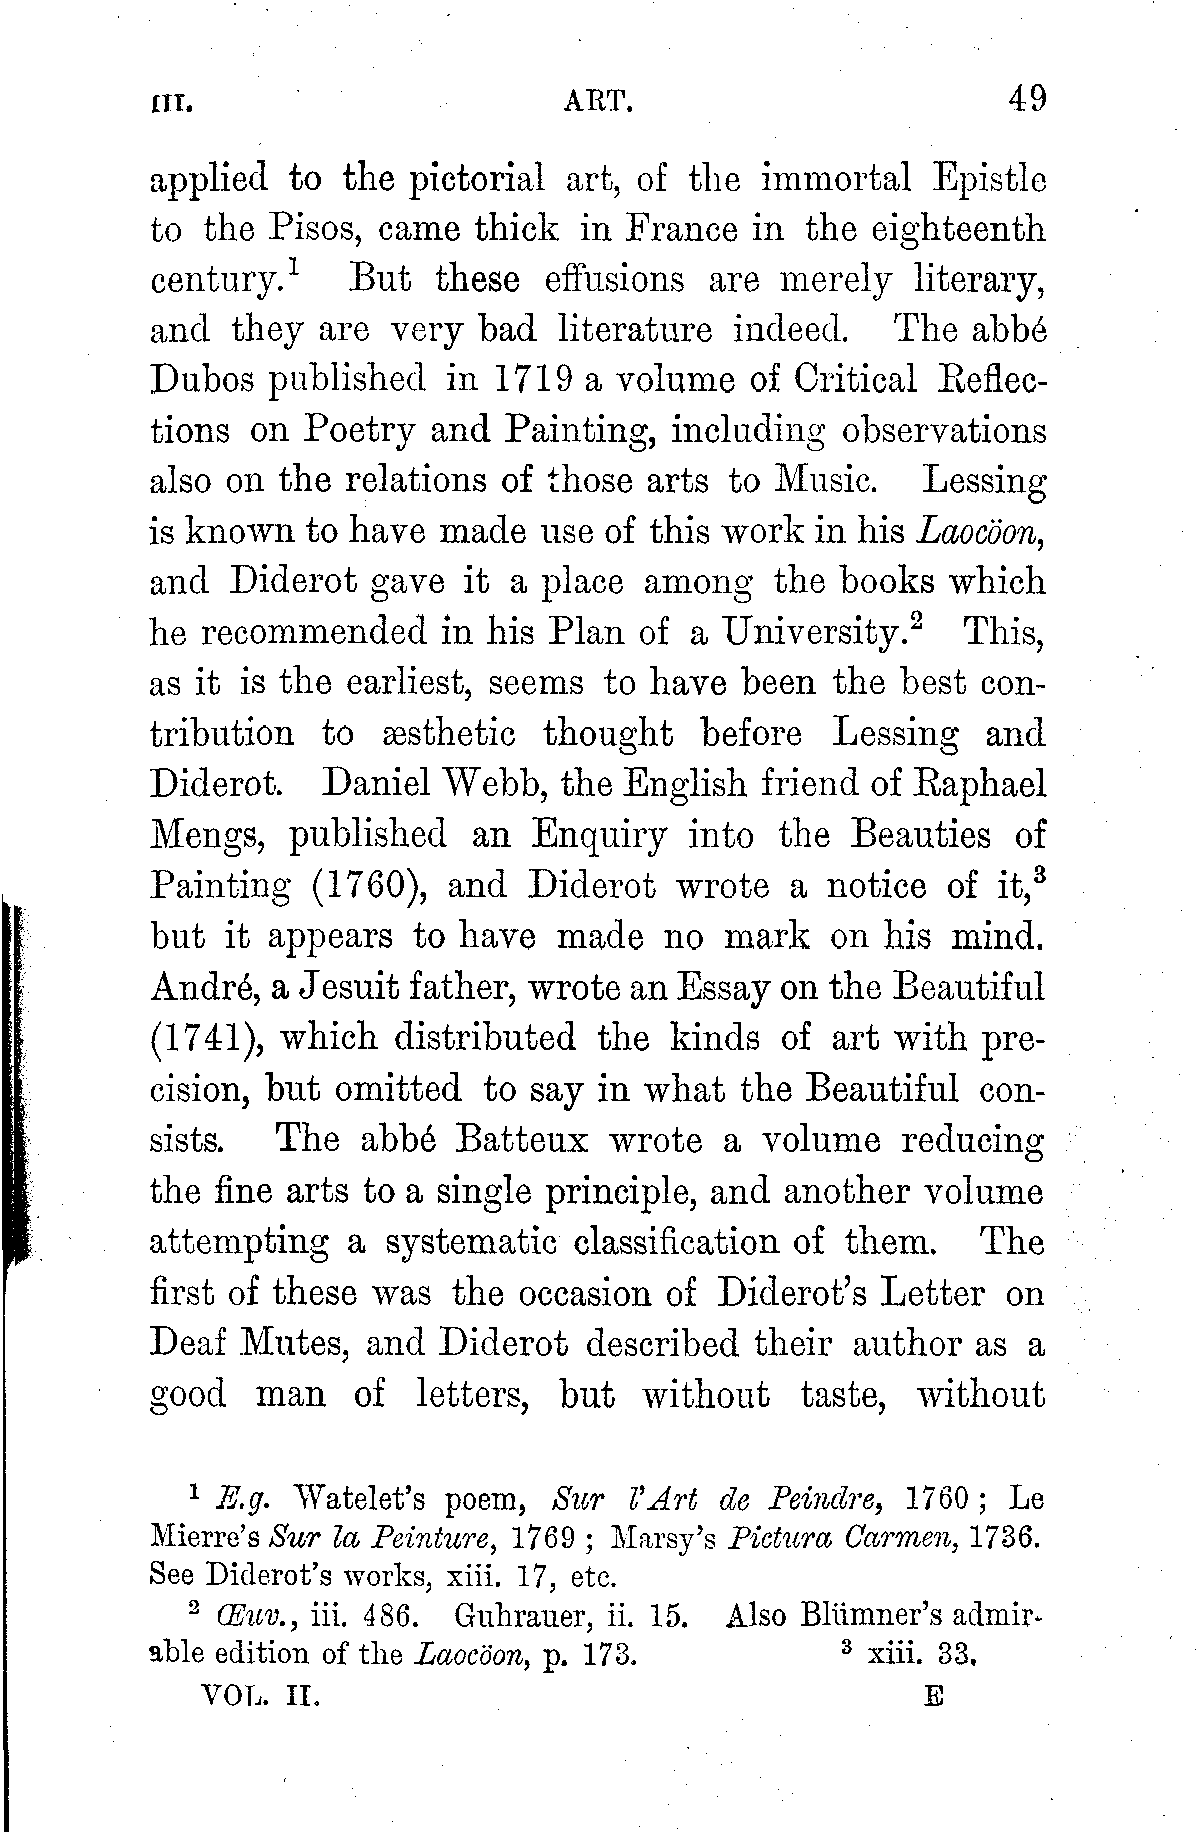 III. ART. 49
applied to the pictorial art, of the immortal Epistle
to the Pisos, came thick in France in the eighteenth
century.¹ But these effusions are merely literary,
and they are very bad literature indeed. The abbé
Dubos published in 1719 a volume of Critical Reflec-
tions on Poetry and Painting, including observations
also on the relations of those arts to Music. Lessing
is known to have made use of this work in his Laocöon,
and Diderot gave it a place among the books which
he recommended in his Plan of a University.² This,
as it is the earliest, seems to have been the best con-
tribution to æsthetic thought before Lessing and
Diderot. Daniel Webb, the English friend of Raphael
Mengs, published an Enquiry into the Beauties of
Painting (1760), and Diderot wrote a notice of it,³
but it appears to have made no mark on his mind.
André, a Jesuit father, wrote an Essay on the Beautiful
(1741), which distributed the kinds of art with pre-
cision, but omitted to say in what the Beautiful con-
sists. The abbé Batteux wrote a volume reducing
the fine arts to a single principle, and another volume
attempting a systematic classification of them. The
first of these was the occasion of Diderot's Letter on
Deaf Mutes, and Diderot described their author as a
good man of letters, but without taste, without
¹ E.g. Watelet's poem, Sur l'Art de Peindre, 1760 ; Le
Mierre's Sur la Peinture, 1769 ; Marsy's Pictura Carmen, 1736.
See Diderot's works, xiii. 17, etc.
² Œuv., iii. 486. Guhrauer, ii. 15. Also Blümner's admir-
able edition of the Laocöon, p. 173. ³ xiii. 33.
VOL. II. E